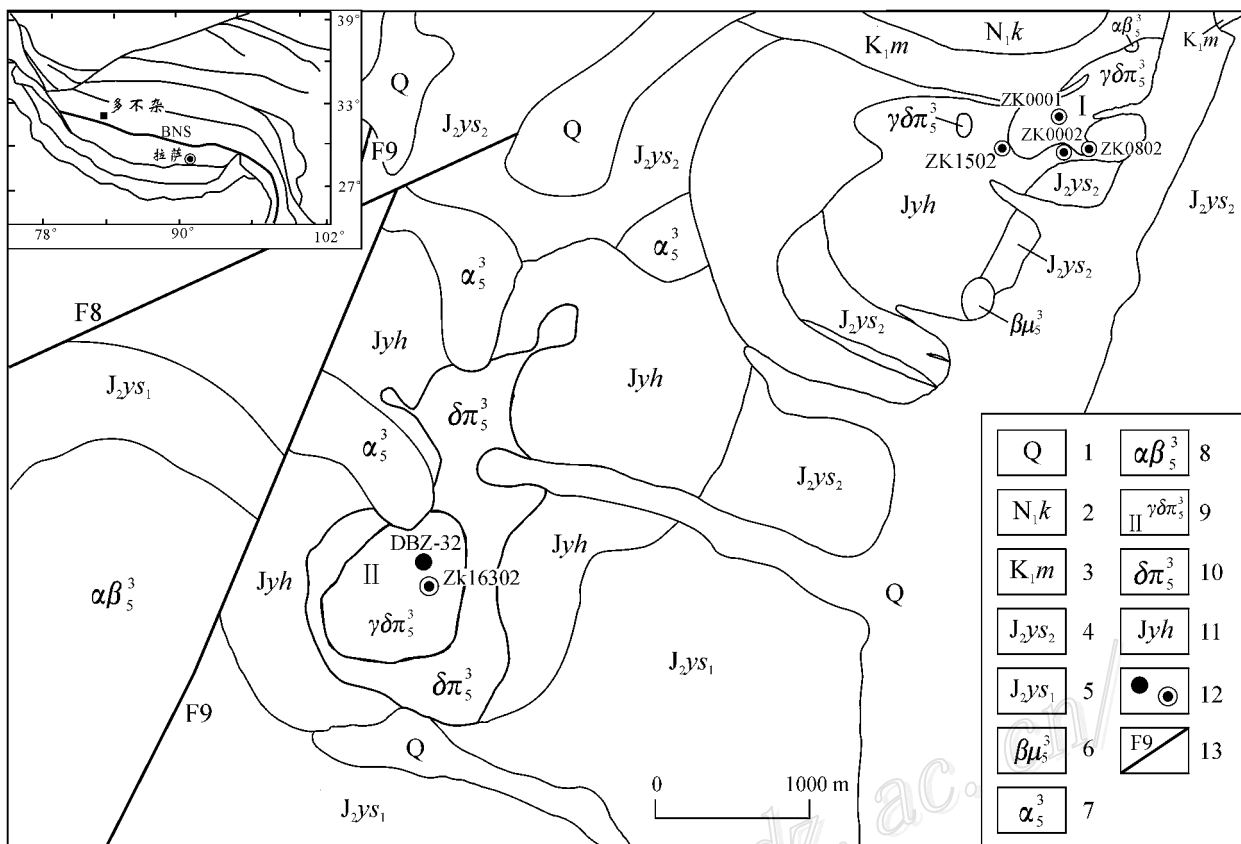 39°
33°
27°
78°
90°
102°
多不杂
BNS
拉萨
Q
F9
J₂ys₂
Q
J₂ys₂
K₁m
N₁k
αβ₅³
K₁m
γδπ₅³
ZK0001
I
γδπ₅³
ZK0002
ZK1502
ZK0802
J₂ys₂
J₂ys₂
Jyh
α₅³
α₅³
J₂ys₂
βμ₅³
F8
Jyh
J₂ys₂
J₂ys₁
Jyh
δπ₅³
α₅³
J₂ys₂
DBZ-32
II
Zk16302
Jyh
Jyh
αβ₅³
γδπ₅³
Q
J₂ys₁
δπ₅³
F9
Q
J₂ys₁
0 1000 m
Q 1
N₁k 2
K₁m 3
J₂ys₂ 4
J₂ys₁ 5
βμ₅³ 6
α₅³ 7
αβ₅³ 8
II γδπ₅³ 9
δπ₅³ 10
Jyh 11
12
F9 13
dz.ac.cn/